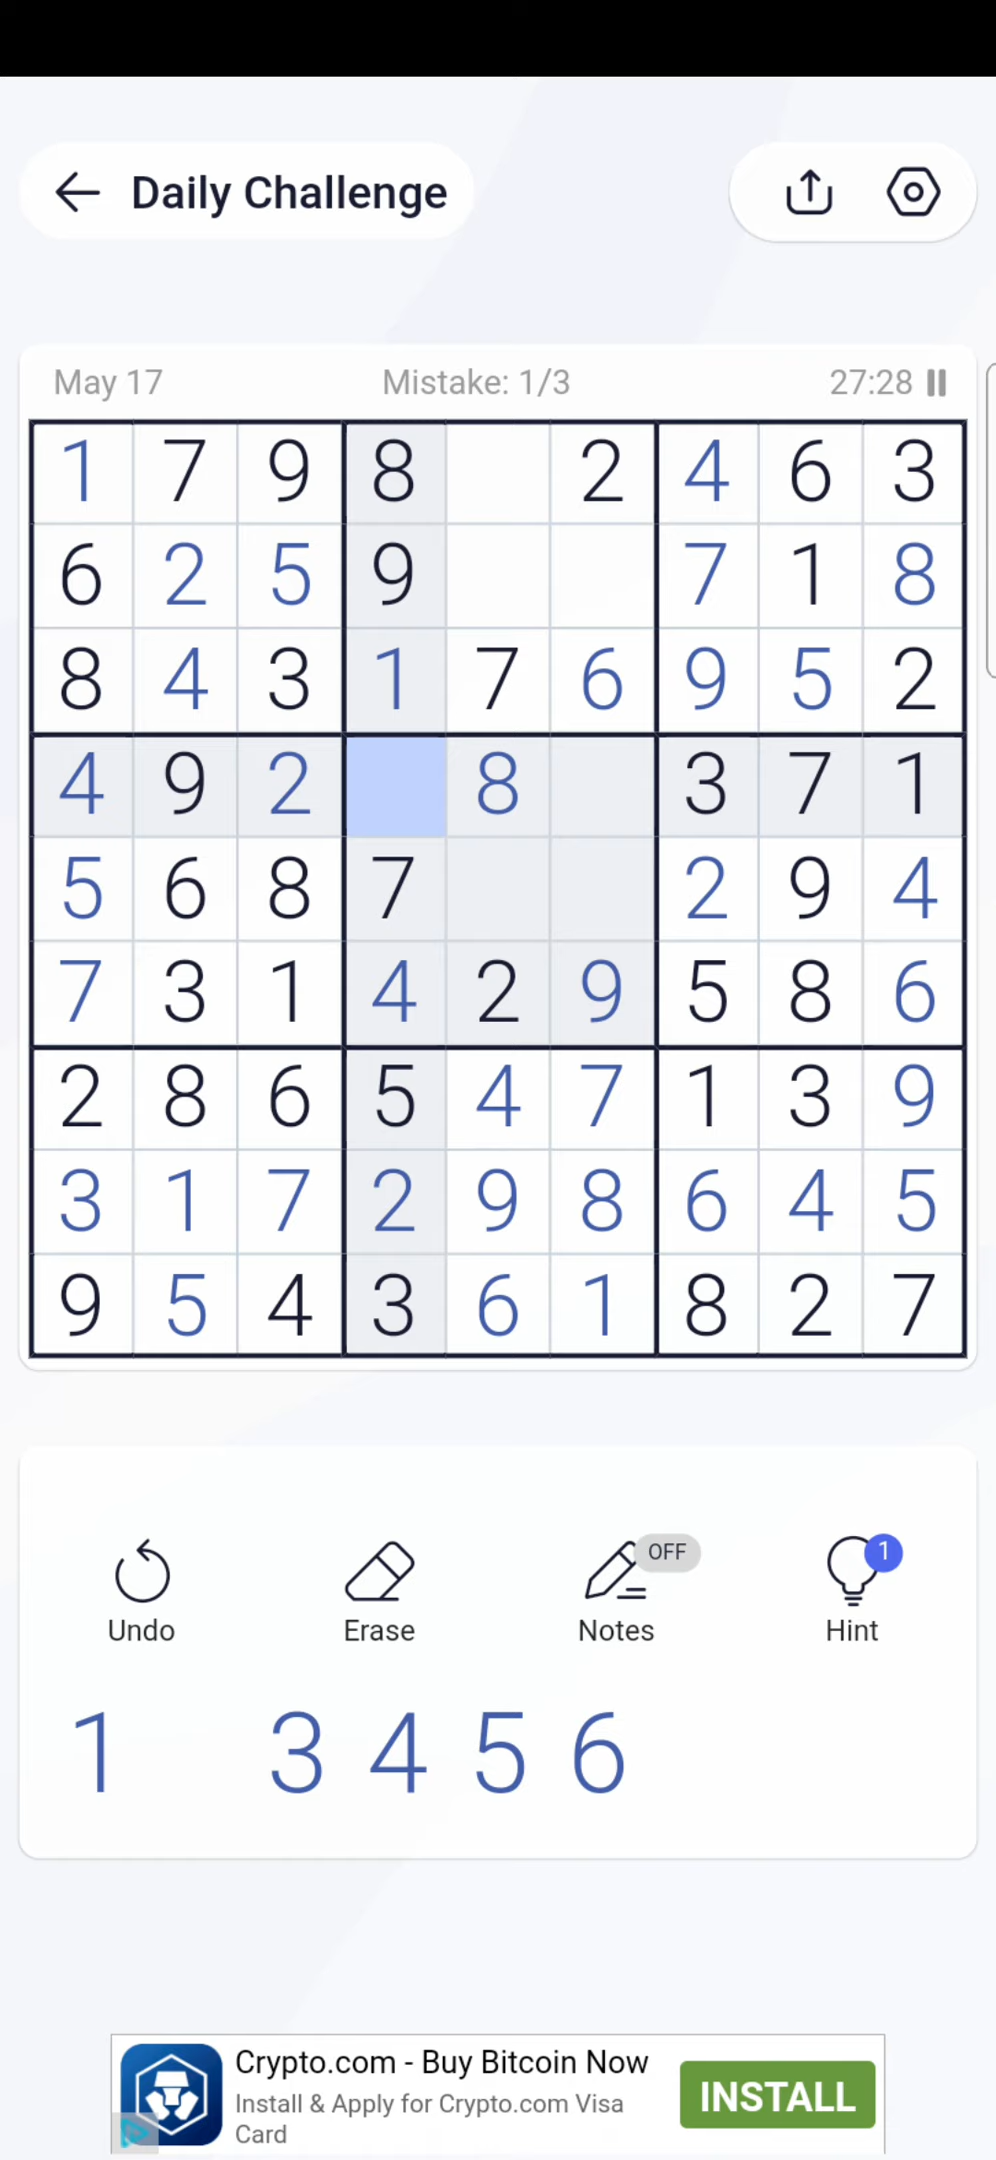 Daily Challenge
May 17 Mistake: 1/3 27:28
1 7 9 8 2 4 6 3
6 2 5 9 7 1 8
8 4 3 1 7 6 9 5 2
4 9 2 8 3 7 1
5 6 8 7 2 9 4
7 3 1 4 2 9 5 8 6
2 8 6 5 4 7 1 3 9
3 1 7 2 9 8 6 4 5
9 5 4 3 6 1 8 2 7
OFF 1
Undo Erase Notes Hint
1 3 4 5 6
Crypto.com - Buy Bitcoin Now
Install & Apply for Crypto.com Visa
Card
INSTALL